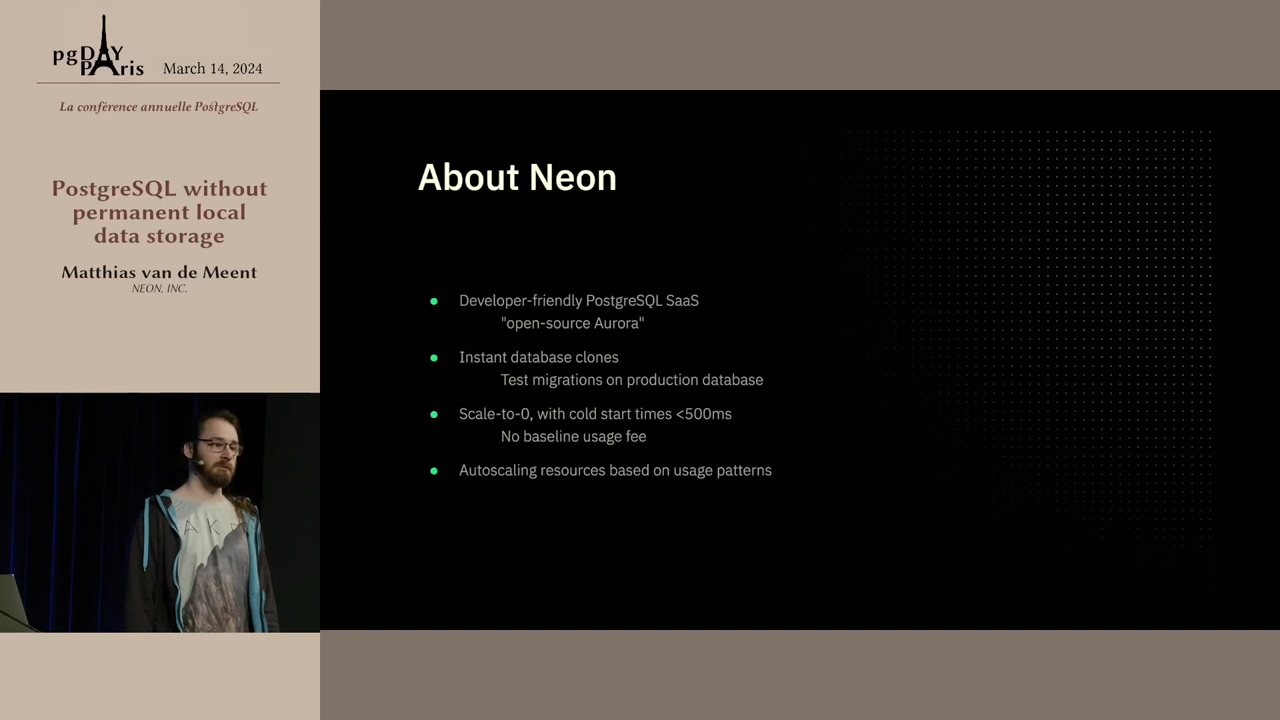 pgDAY
PAris
March 14, 2024
La conférence annuelle PostgreSQL
PostgreSQL without
permanent local
data storage
Matthias van de Meent
NEON, INC.
About Neon
Developer-friendly PostgreSQL SaaS
"open-source Aurora"
Instant database clones
Test migrations on production database
Scale-to-0, with cold start times <500ms
No baseline usage fee
Autoscaling resources based on usage patterns